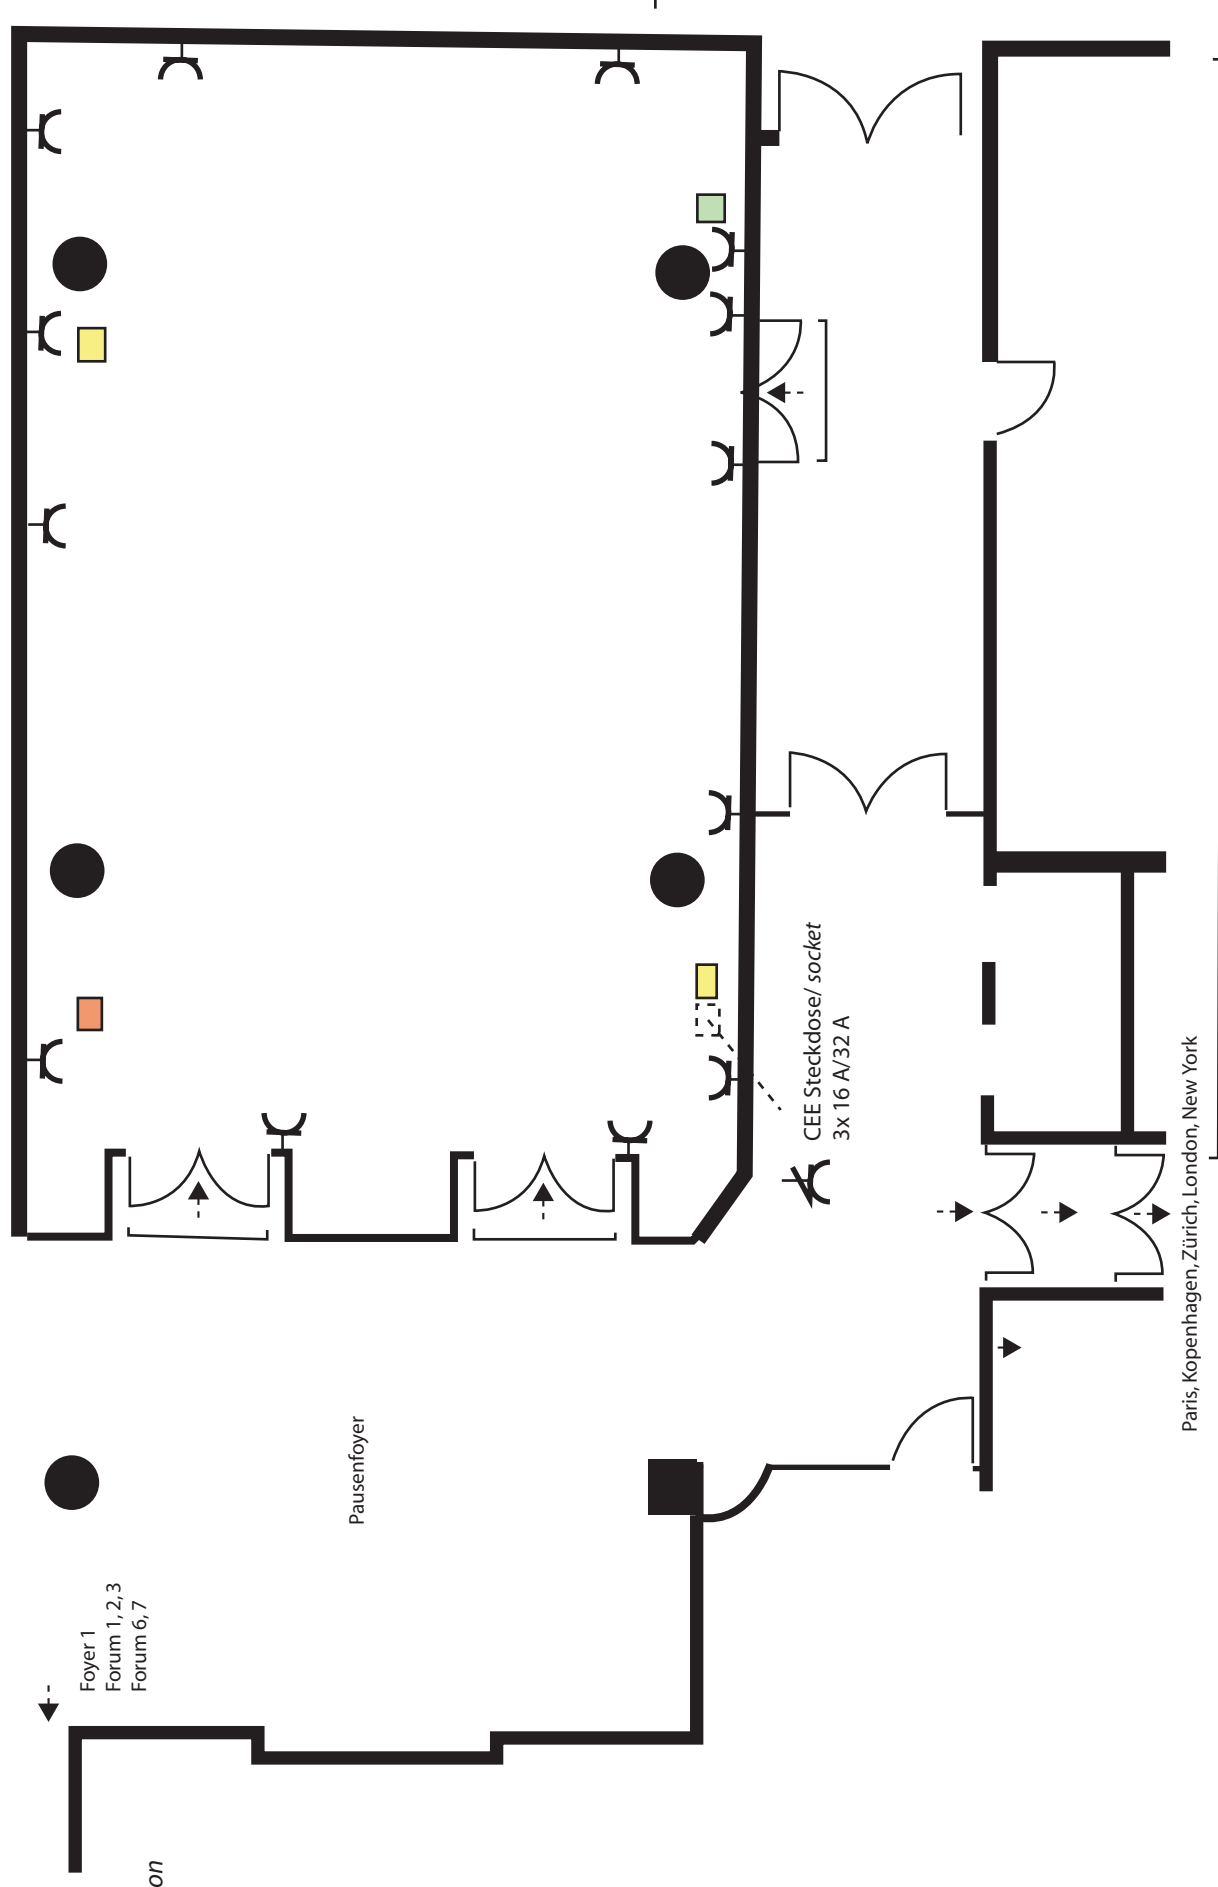 Foyer 1
Forum 1, 2, 3
Forum 6, 7
Pausenfoyer
CEE Steckdose/ socket
3x 16 A/32 A
Paris, Kopenhagen, Zürich, London, New York
on